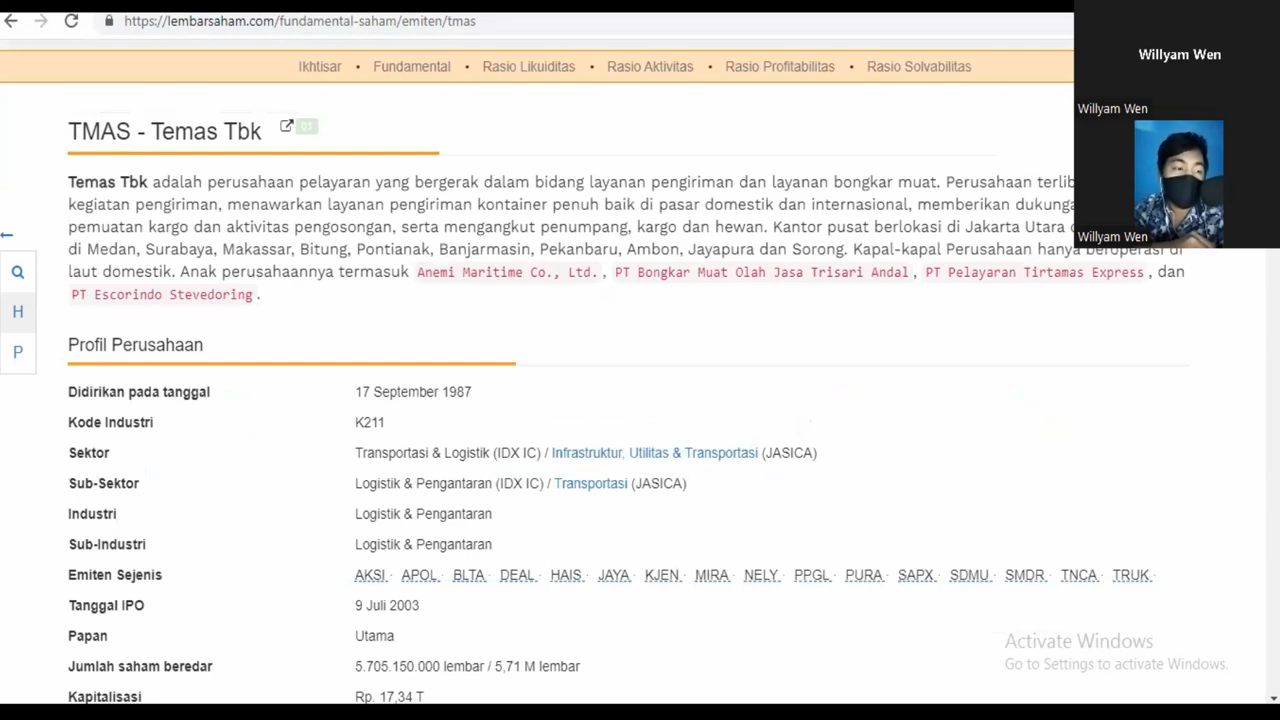 https://lembarsaham.com/fundamental-saham/emiten/tmas
Willyam Wen
Ikhtisar • Fundamental • Rasio Likuiditas • Rasio Aktivitas • Rasio Profitabilitas • Rasio Solvabilitas
Willyam Wen
TMAS - Temas Tbk
Temas Tbk adalah perusahaan pelayaran yang bergerak dalam bidang layanan pengiriman dan layanan bongkar muat. Perusahaan
kegiatan pengiriman, menawarkan layanan pengiriman kontainer penuh baik di pasar domestik dan internasional, memberikan
pemuatan kargo dan aktivitas pengosongan, serta mengangkut penumpang, kargo dan hewan. Kantor pusat berlokasi di Jakarta Utara
Willyam Wen
di Medan, Surabaya, Makassar, Bitung, Pontianak, Banjarmasin, Pekanbaru, Ambon, Jayapura dan Sorong. Kapal-kapal Perusahaan hanya beroperasi di
laut domestik. Anak perusahaannya termasuk Anemi Maritime Co., Ltd., PT Bongkar Muat Olah Jasa Trisari Andal, PT Pelayaran Tirtamas Express, dan
PT Escorindo Stevedoring.
H
P
Profil Perusahaan
Didirikan pada tanggal 17 September 1987
Kode Industri K211
Sektor Transportasi & Logistik (IDX IC) / Infrastruktur, Utilitas & Transportasi (JASICA)
Sub-Sektor Logistik & Pengantaran (IDX IC) / Transportasi (JASICA)
Industri Logistik & Pengantaran
Sub-Industri Logistik & Pengantaran
Emiten Sejenis AKSI APOL BLTA DEAL HAIS JAYA KJEN MIRA NELY PPGL PURA SAPX SDMU SMDR TNCA TRUK
Tanggal IPO 9 Juli 2003
Papan Utama
Jumlah saham beredar 5.705.150.000 lembar / 5,71 M lembar
Kapitalisasi Rp. 17,34 T
Activate Windows
Go to Settings to activate Windows.